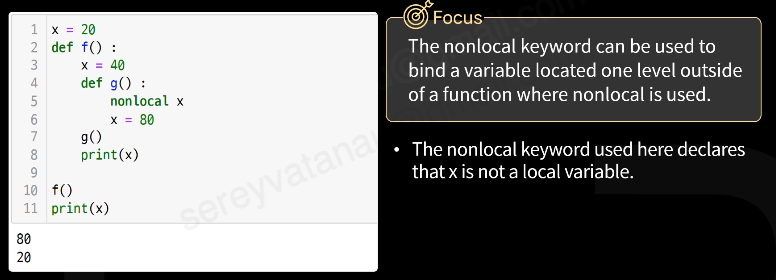 1 x = 20
2 def f() :
3     x = 40
4     def g() :
5         nonlocal x
6         x = 80
7     g()
8     print(x)
9
10 f()
11 print(x)
80
20
Focus
The nonlocal keyword can be used to
bind a variable located one level outside
of a function where nonlocal is used.
• The nonlocal keyword used here declares
that x is not a local variable.